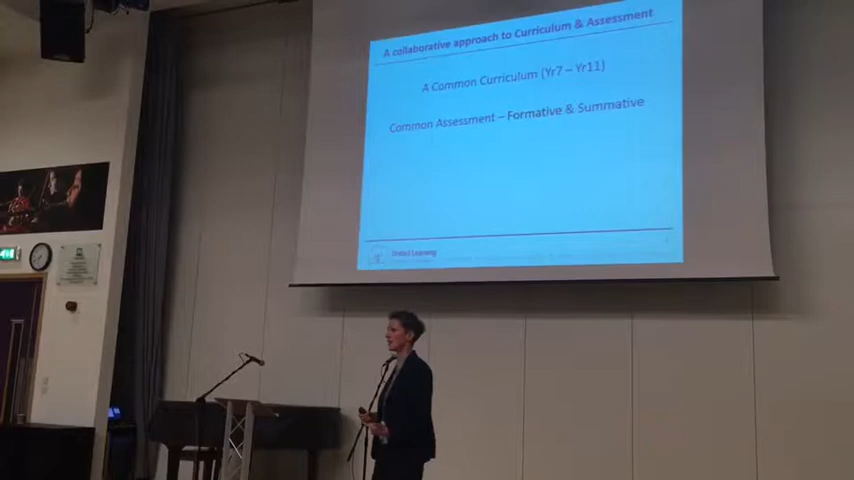 A collaborative approach to Curriculum & Assessment
A Common Curriculum (Yr7 – Yr11)
Common Assessment – Formative & Summative
United Learning